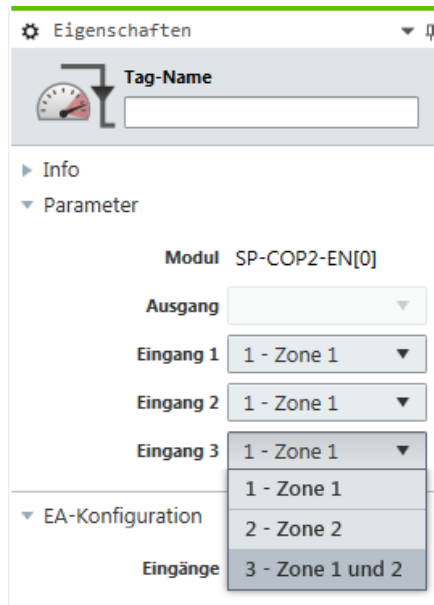 Eigenschaften
Tag-Name
Info
Parameter
Modul SP-COP2-EN[0]
Ausgang
Eingang 1 1 - Zone 1
Eingang 2 1 - Zone 1
Eingang 3 1 - Zone 1
1 - Zone 1
EA-Konfiguration
2 - Zone 2
Eingänge 3 - Zone 1 und 2